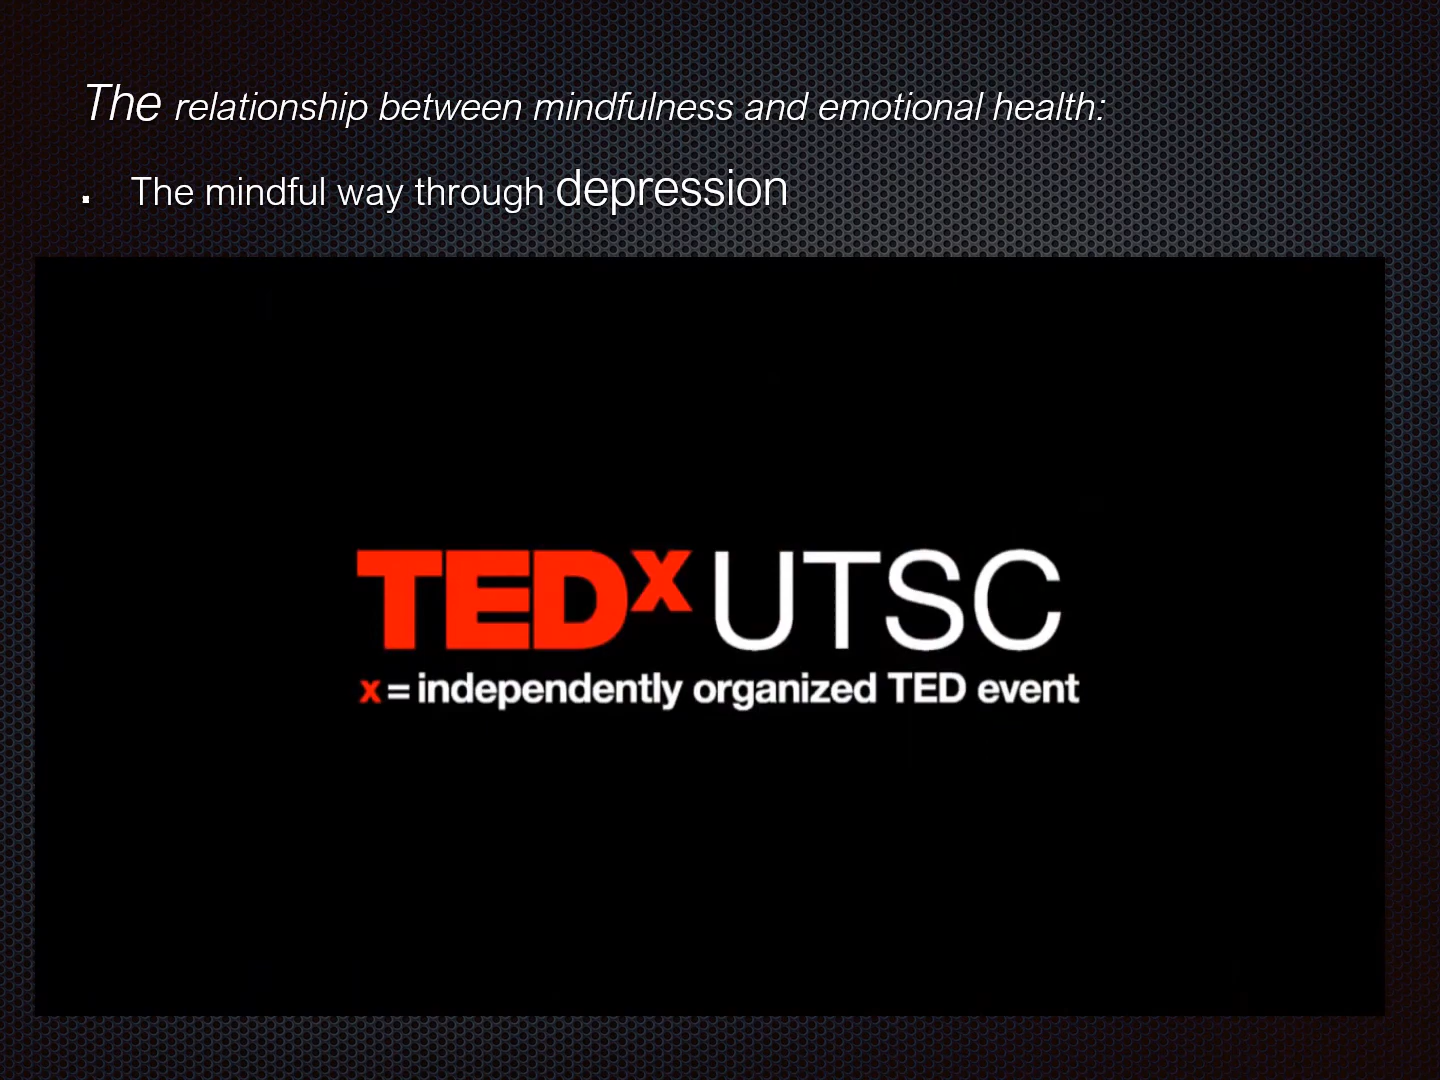 The relationship between mindfulness and emotional health:
▪ The mindful way through depression
TEDx UTSC
x = independently organized TED event